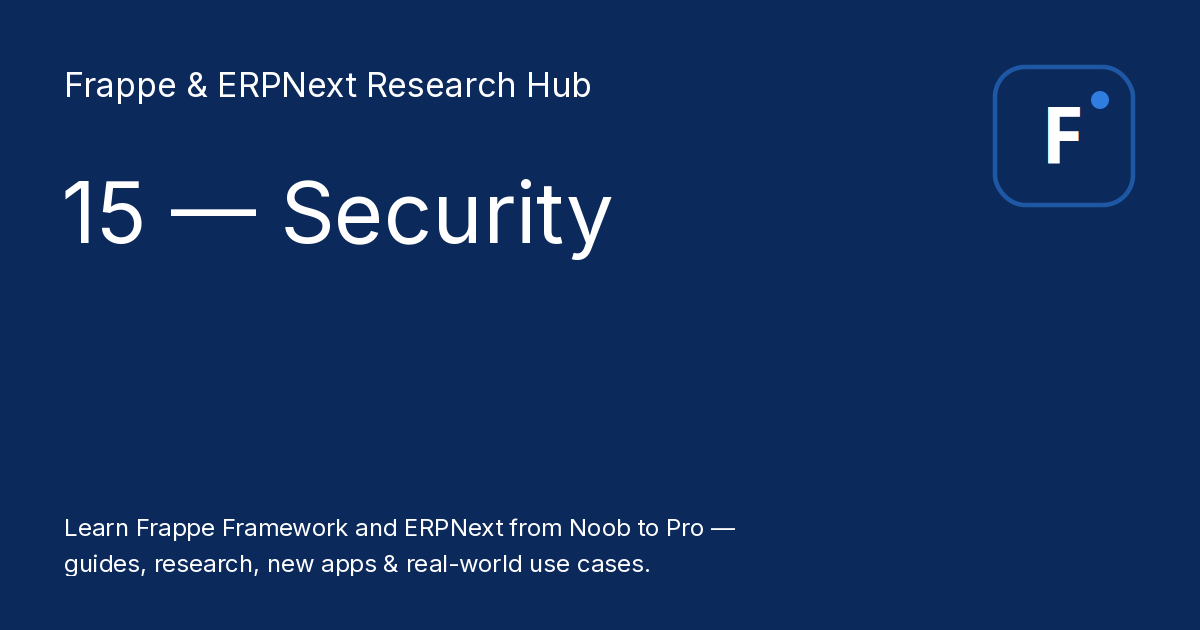 Frappe & ERPNext Research Hub
F
15 — Security
Learn Frappe Framework and ERPNext from Noob to Pro —
guides, research, new apps & real-world use cases.